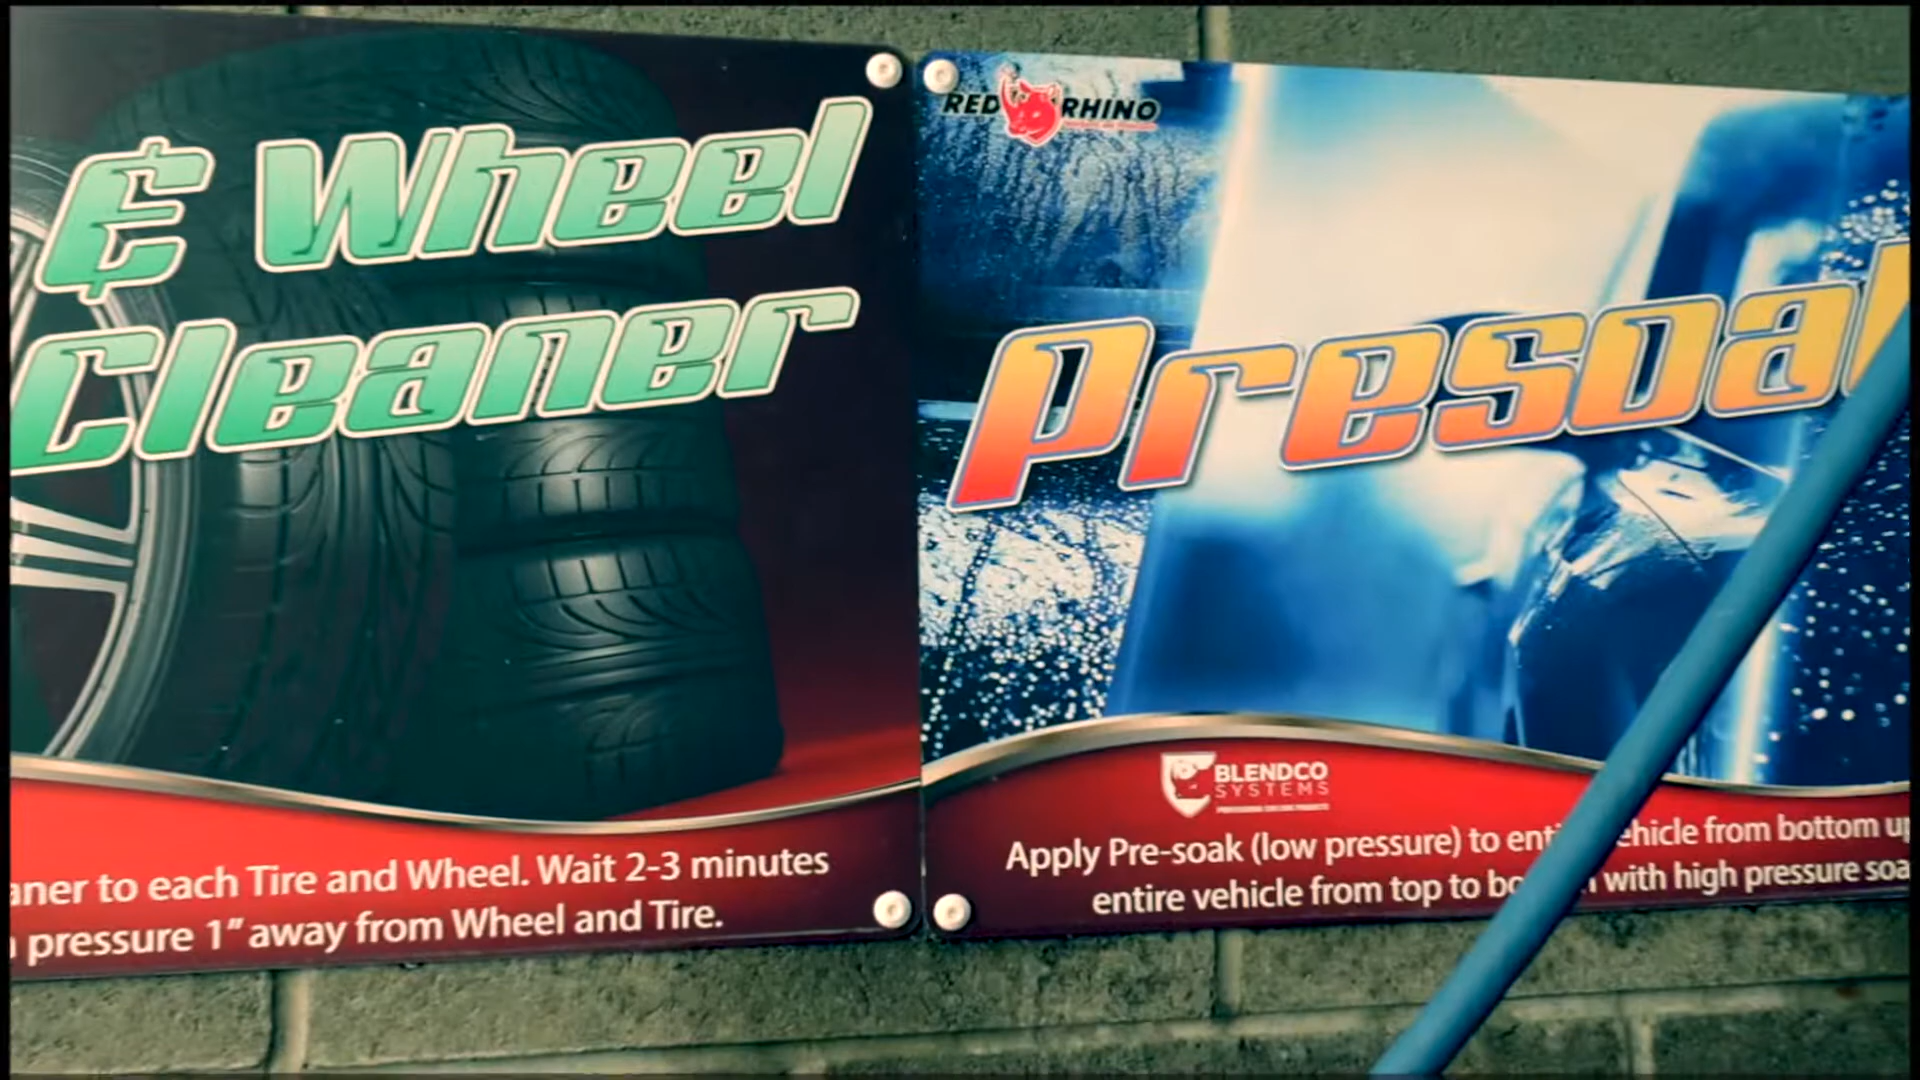 & Wheel
Cleaner
aner to each Tire and Wheel. Wait 2-3 minutes
pressure 1" away from Wheel and Tire.
RED RHINO
Presoa
BLENDCO
SYSTEMS
Apply Pre-soak (low pressure) to ent ehicle from bottom u
entire vehicle from top to bo with high pressure soa